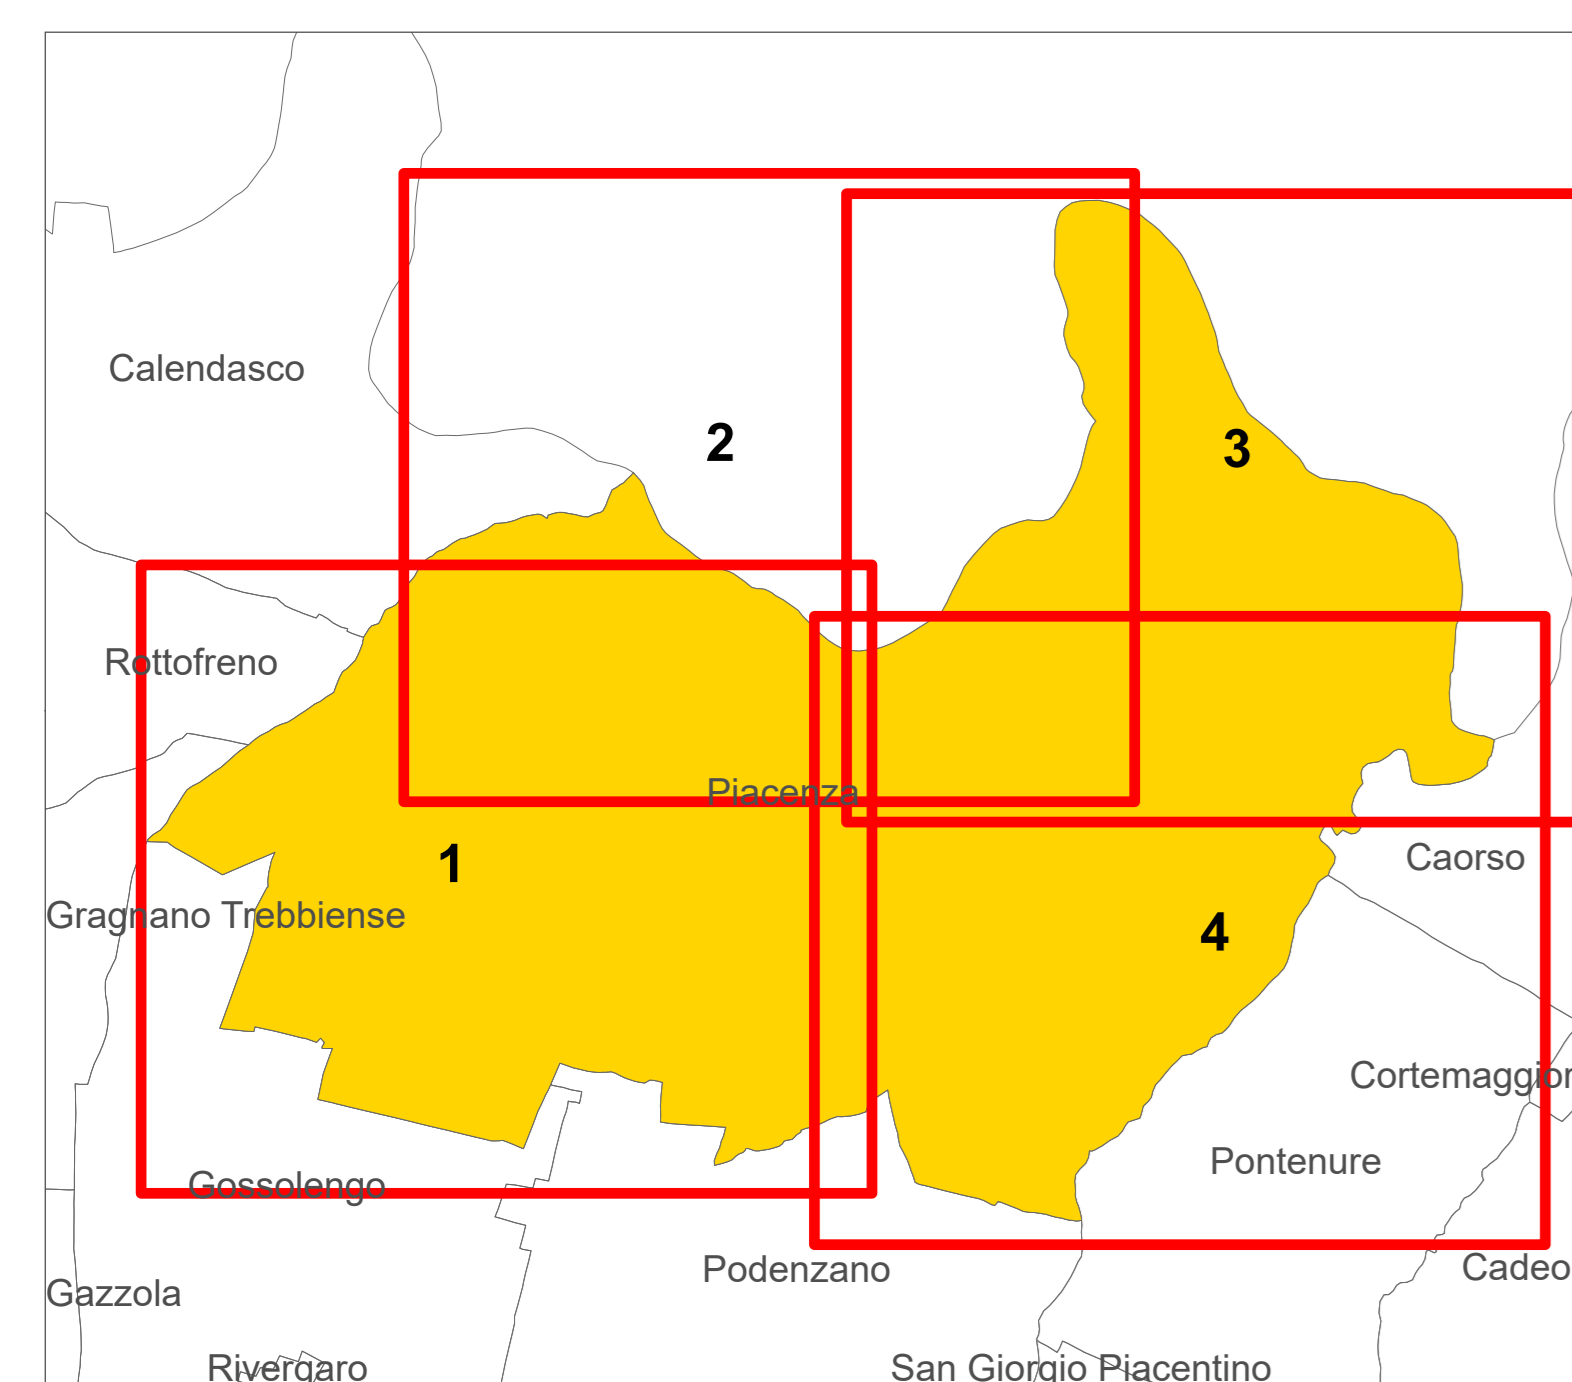 Calendasco
2
3
Rottofreno
Piacenza
1
Caorso
Gragnano Trebbiense
4
Cortemaggior
Pontenure
Gossolengo
Podenzano
Cadeo
Gazzola
Rivergaro
San Giorgio Piacentino